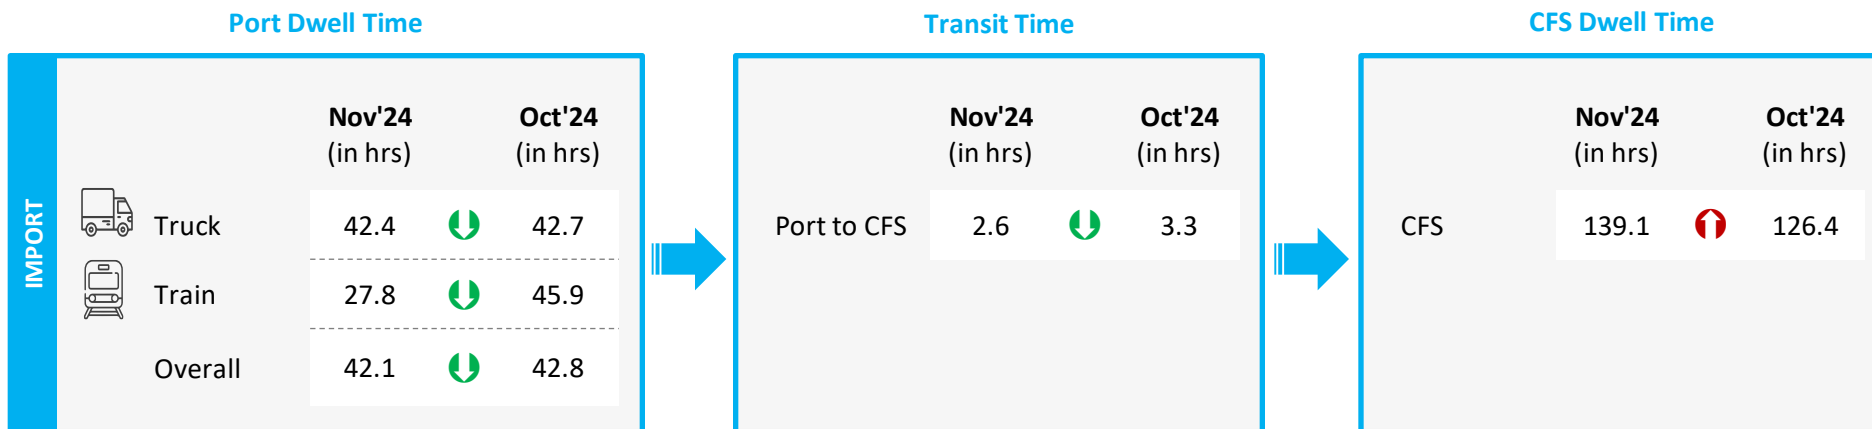 Port Dwell Time
Transit Time
CFS Dwell Time
IMPORT
Nov'24 Oct'24
(in hrs) (in hrs)
Truck 42.4 42.7
Train 27.8 45.9
Overall 42.1 42.8
Nov'24 Oct'24
(in hrs) (in hrs)
Port to CFS 2.6 3.3
Nov'24 Oct'24
(in hrs) (in hrs)
CFS 139.1 126.4